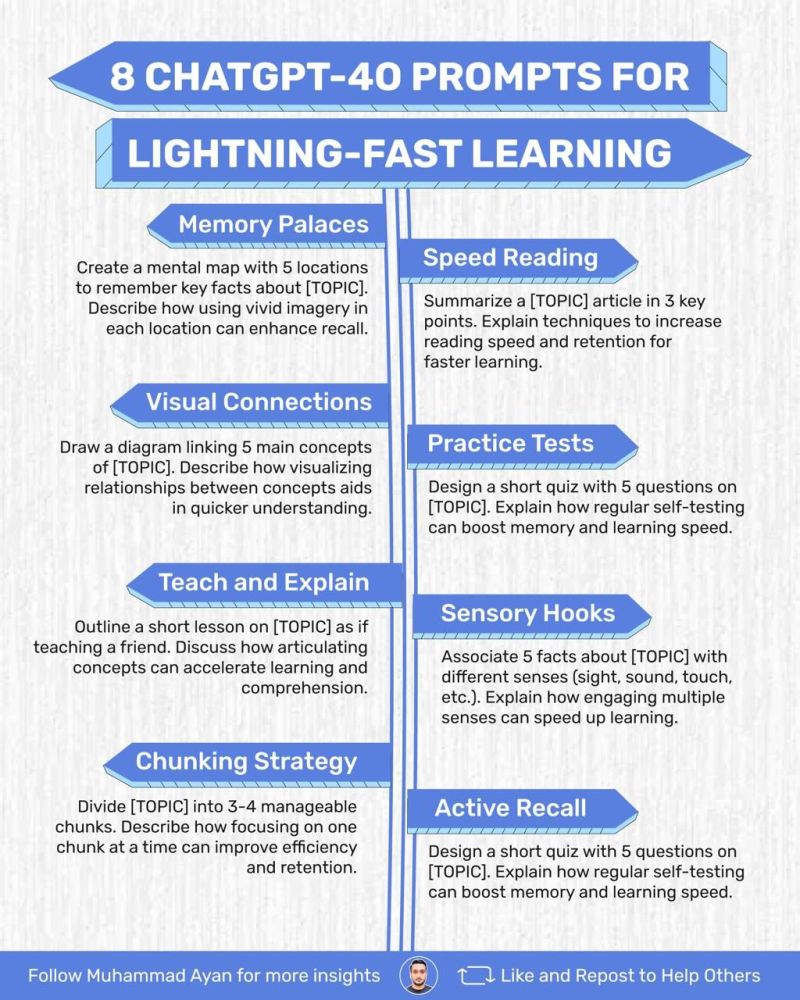 8 CHATGPT-4O PROMPTS FOR
LIGHTNING-FAST LEARNING
Memory Palaces
Create a mental map with 5 locations
to remember key facts about [TOPIC].
Describe how using vivid imagery in
each location can enhance recall.
Speed Reading
Summarize a [TOPIC] article in 3 key
points. Explain techniques to increase
reading speed and retention for
faster learning.
Visual Connections
Draw a diagram linking 5 main concepts
of [TOPIC]. Describe how visualizing
relationships between concepts aids
in quicker understanding.
Practice Tests
Design a short quiz with 5 questions on
[TOPIC]. Explain how regular self-testing
can boost memory and learning speed.
Teach and Explain
Outline a short lesson on [TOPIC] as if
teaching a friend. Discuss how articulating
concepts can accelerate learning and
comprehension.
Sensory Hooks
Associate 5 facts about [TOPIC] with
different senses (sight, sound, touch,
etc.). Explain how engaging multiple
senses can speed up learning.
Chunking Strategy
Divide [TOPIC] into 3-4 manageable
chunks. Describe how focusing on one
chunk at a time can improve efficiency
and retention.
Active Recall
Design a short quiz with 5 questions on
[TOPIC]. Explain how regular self-testing
can boost memory and learning speed.
Follow Muhammad Ayan for more insights
Like and Repost to Help Others